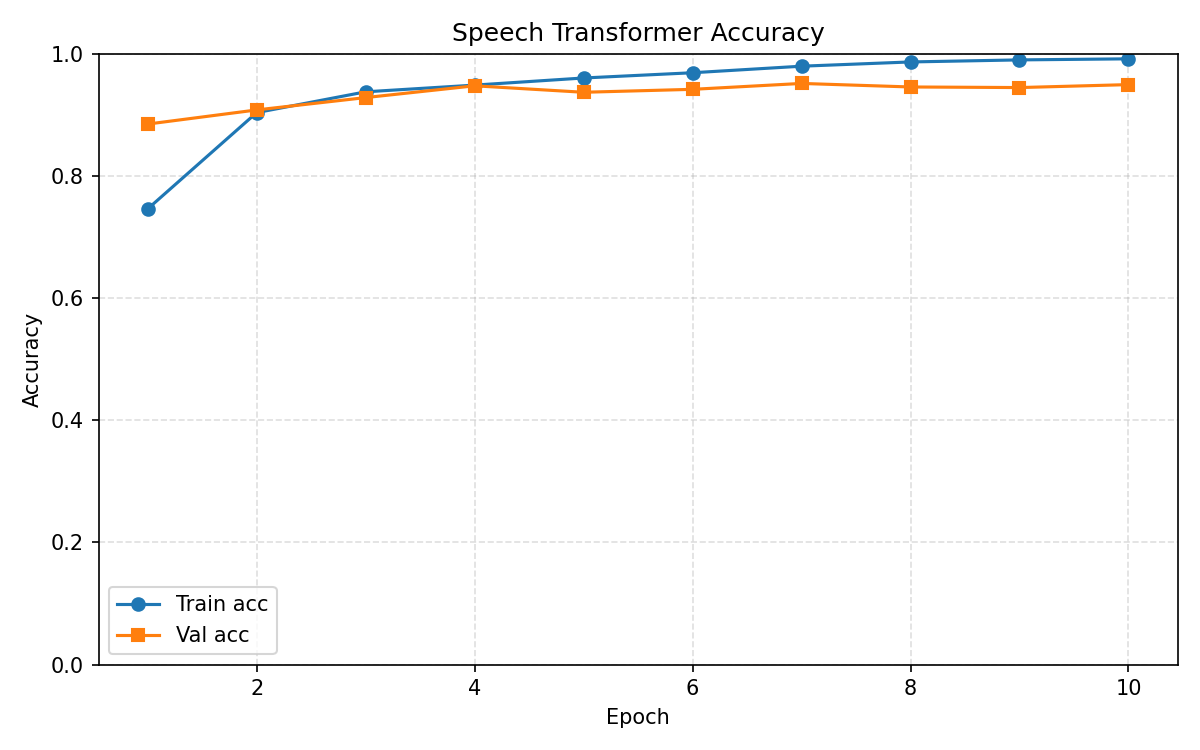 Speech Transformer Accuracy
1.0
0.8
0.6
0.4
0.2
0.0
Accuracy
Train acc
Val acc
2 4 6 8 10
Epoch